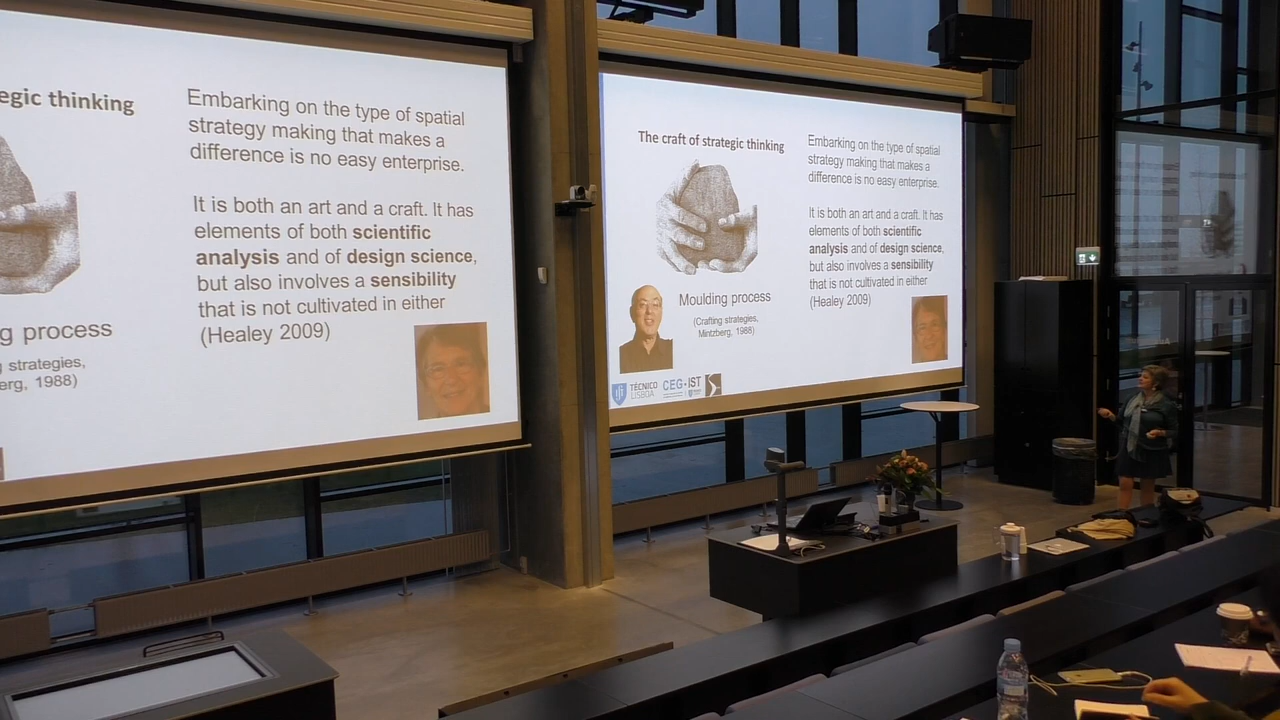 egic thinking
Embarking on the type of spatial
strategy making that makes a
difference is no easy enterprise.
It is both an art and a craft. It has
elements of both scientific
analysis and of design science,
but also involves a sensibility
that is not cultivated in either
(Healey 2009)
g process
strategies,
erg, 1988)
The craft of strategic thinking
Embarking on the type of spatial
strategy making that makes a
difference is no easy enterprise.
It is both an art and a craft. It has
elements of both scientific
analysis and of design science,
but also involves a sensibility
that is not cultivated in either
(Healey 2009)
Moulding process
(Crafting strategies,
Mintzberg, 1988)
TÉCNICO
LISBOA
CEG-IST